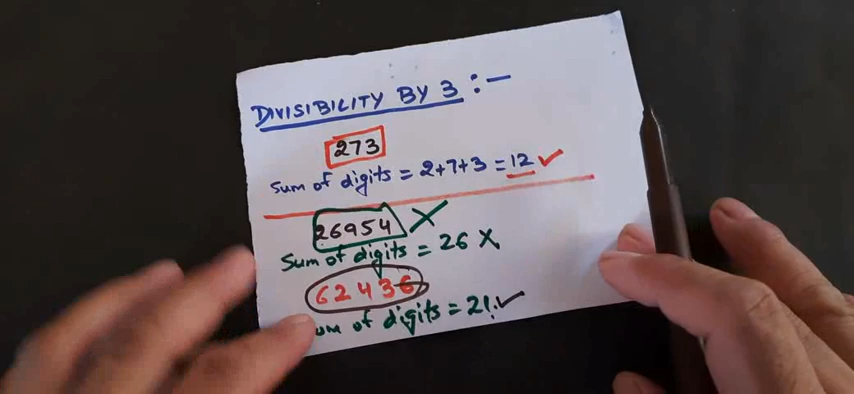 DIVISIBILITY BY 3 :-
273
Sum of digits = 2+7+3 = 12 ✓
26954 X
Sum of digits = 26 X
62436
um of digits = 21. ✓